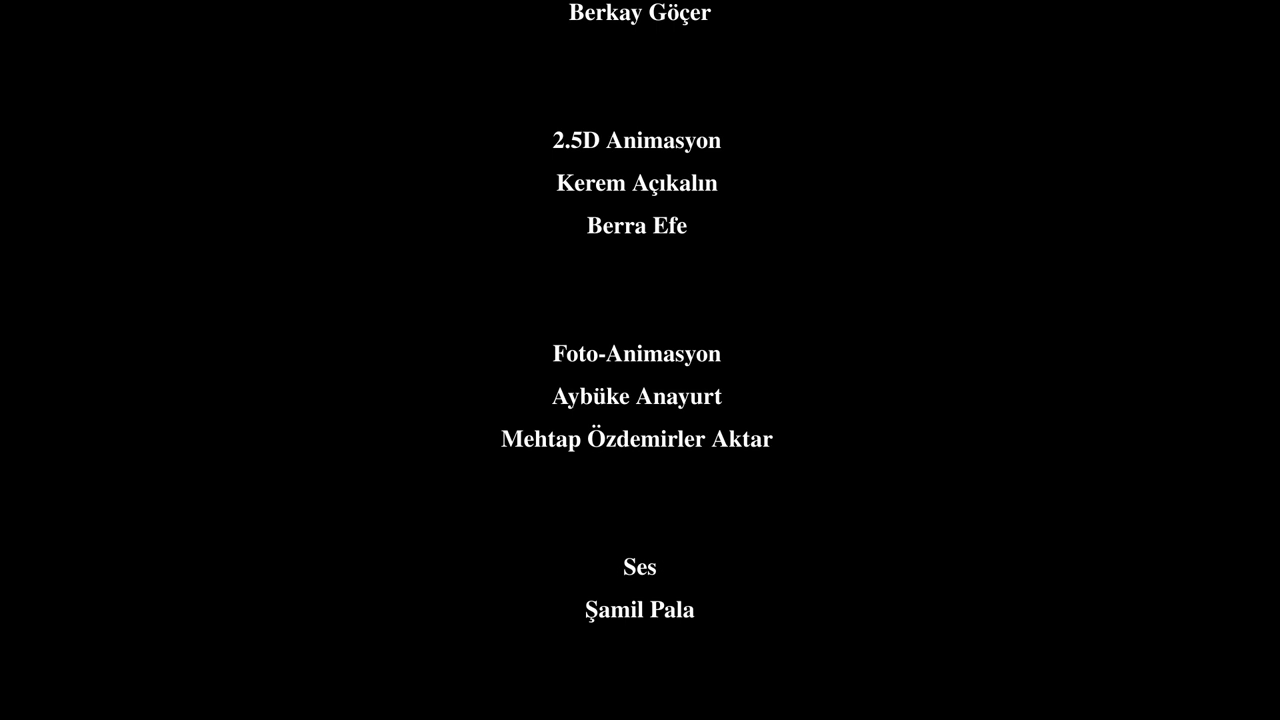 Berkay Göçer
2.5D Animasyon
Kerem Açıkalın
Berra Efe
Foto-Animasyon
Aybüke Anayurt
Mehtap Özdemirler Aktar
Ses
Şamil Pala